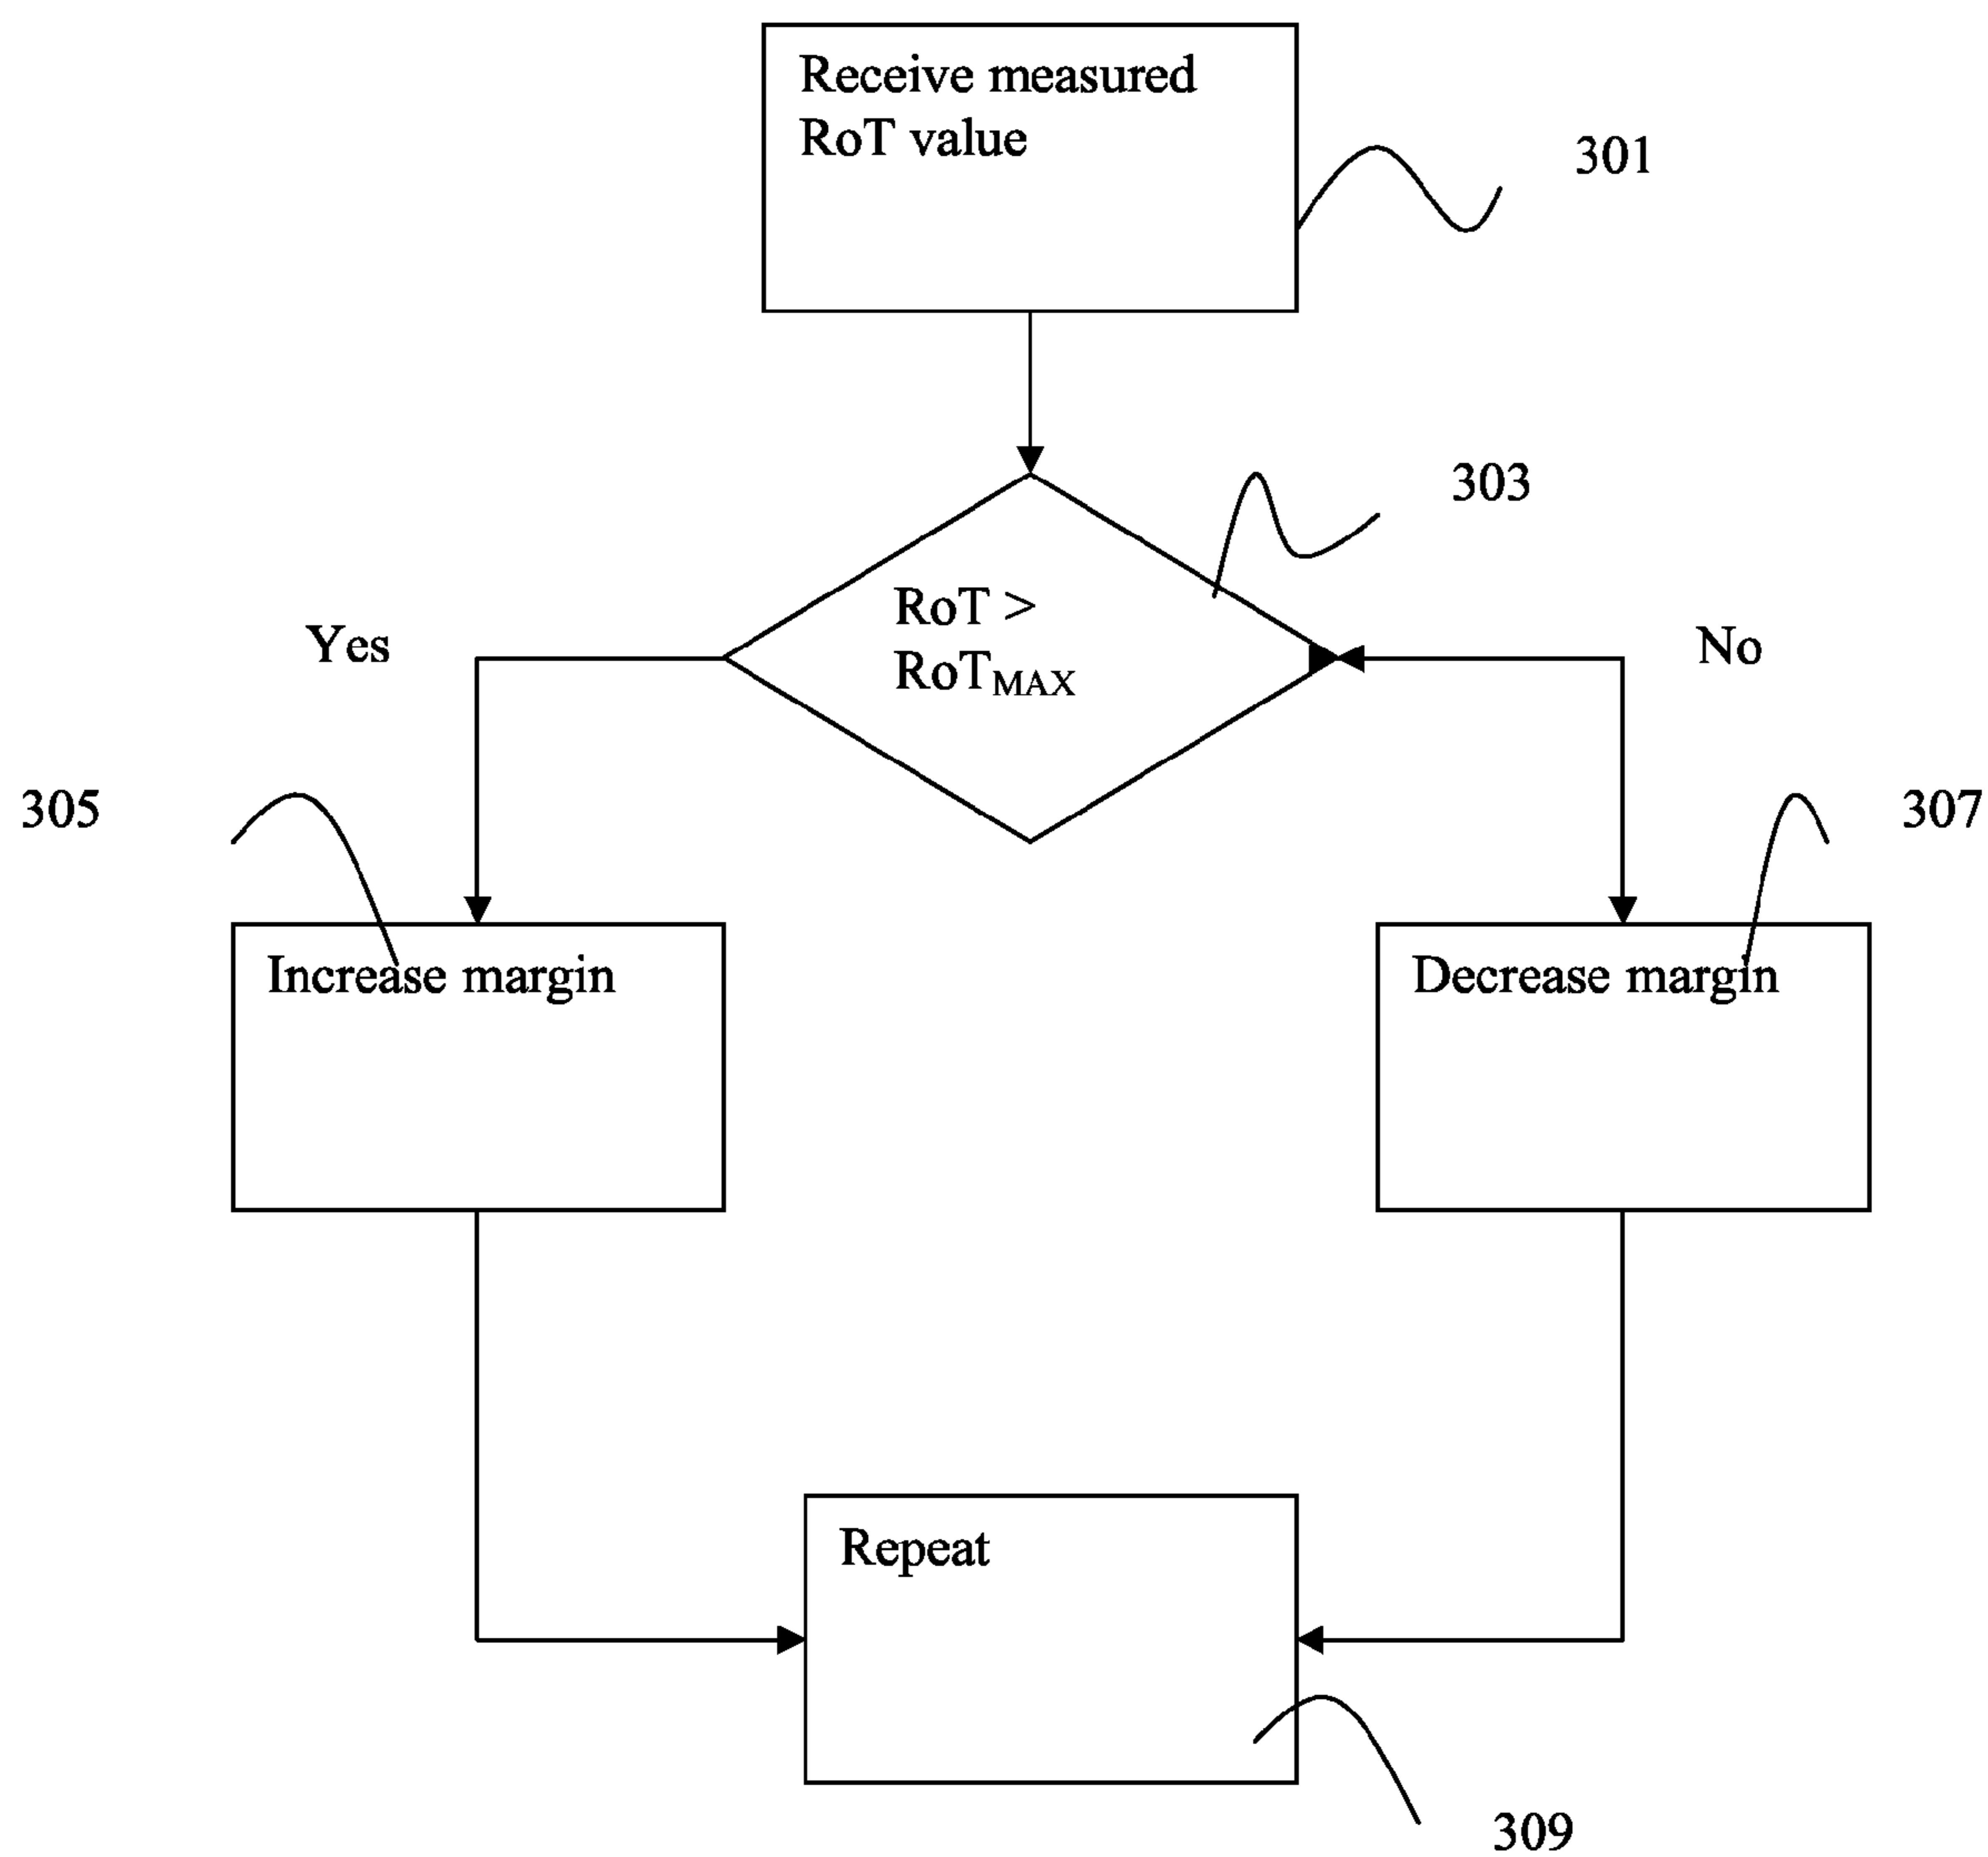 Receive measured
RoT value
301
303
RoT >
RoTMAX
Yes
No
305
307
Increase margin
Decrease margin
Repeat
309